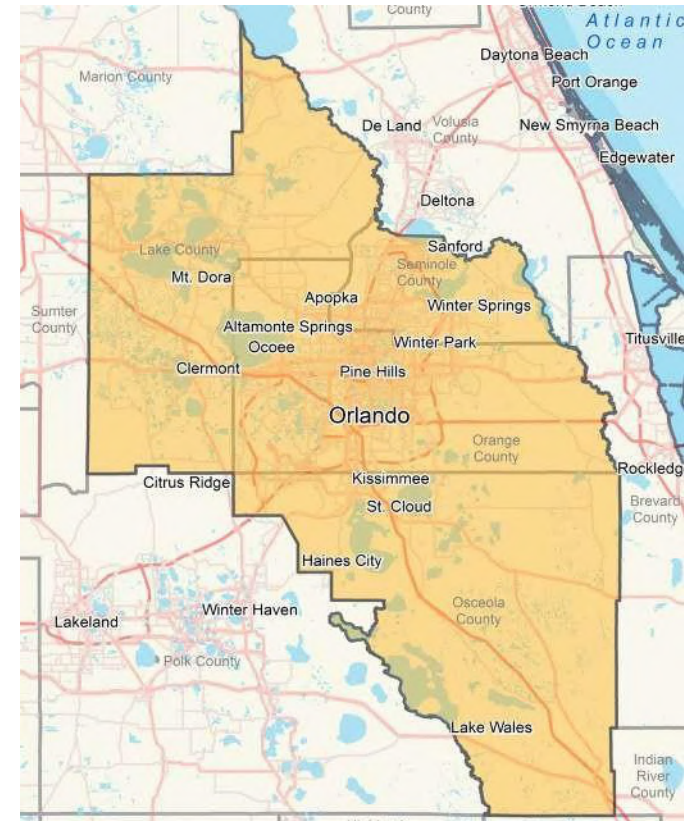 County
Atlantic
Ocean
Daytona Beach
Marion County
Port Orange
De Land
Volusia
County
New Smyrna Beach
Edgewater
Deltona
Sanford
Lake County
Seminole
County
Mt. Dora
Apopka
Winter Springs
Sumter
County
Altamonte Springs
Ocoee
Winter Park
Titusville
Clermont
Pine Hills
Orlando
Orange
County
Rockledg
Citrus Ridge
Kissimmee
St. Cloud
Brevard
County
Haines City
Osceola
County
Winter Haven
Lakeland
Polk County
Lake Wales
Indian
River
County